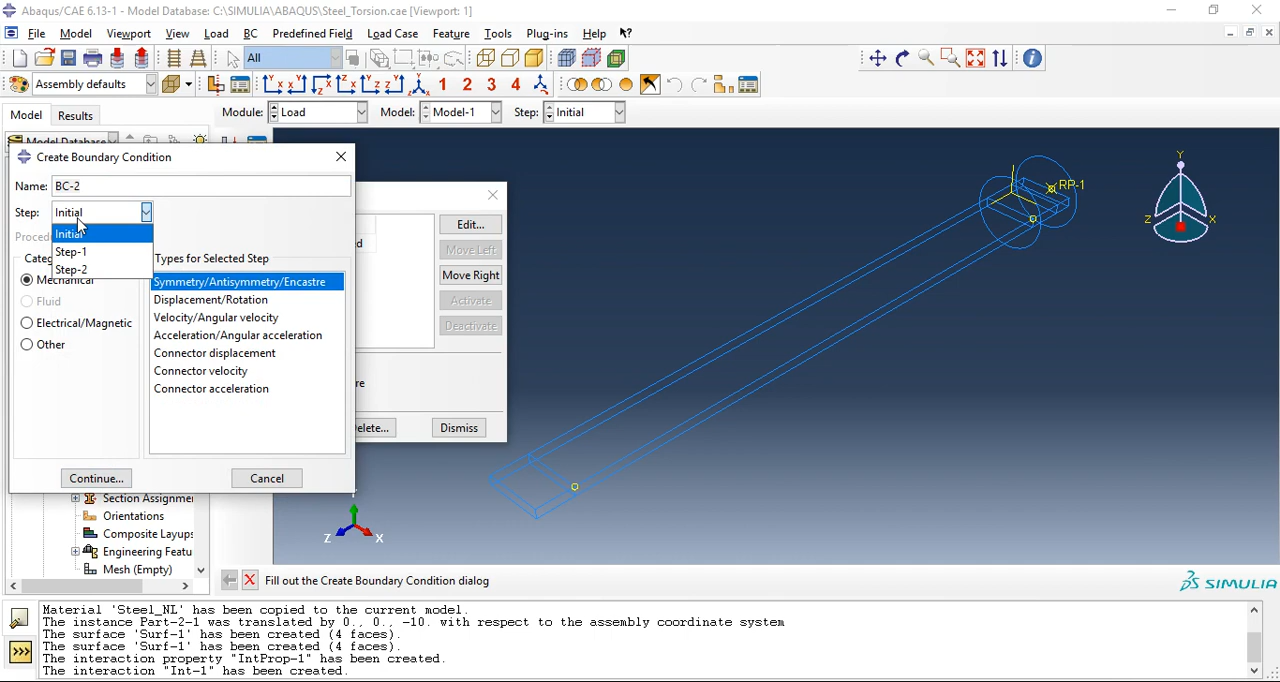 Abaqus/CAE 6.13-1 - Model Database: C:\SIMULIA\ABAQUS\Steel_Torsion.cae [Viewport: 1]
File Model Viewport View Load BC Predefined Field Load Case Feature Tools Plug-ins Help
All
Assembly defaults 1 2 3 4
Model Results Module: Load Model: Model-1 Step: Initial
Model Database
Create Boundary Condition
Name: BC-2
Step: Initial
Initial
Step-1
Step-2
Types for Selected Step
Mechanical
Fluid
Electrical/Magnetic
Other
Symmetry/Antisymmetry/Encastre
Displacement/Rotation
Velocity/Angular velocity
Acceleration/Angular acceleration
Connector displacement
Connector velocity
Connector acceleration
Continue... Cancel
Edit...
Move Left
Move Right
Activate
Deactivate
Dismiss
RP-1
Y
Z X
Y
Z X
Section
Orientations
Composite
Engineering
Mesh (Empty)
Fill out the Create Boundary Condition dialog
SIMULIA
Material 'Steel_NL' has been copied to the current model.
The instance Part-2-1 was translated by 0., 0., -10. with respect to the assembly coordinate system
The surface 'Surf-1' has been created (4 faces).
The surface 'Surf-1' has been created (4 faces).
The interaction property "IntProp-1" has been created.
The interaction "Int-1" has been created.